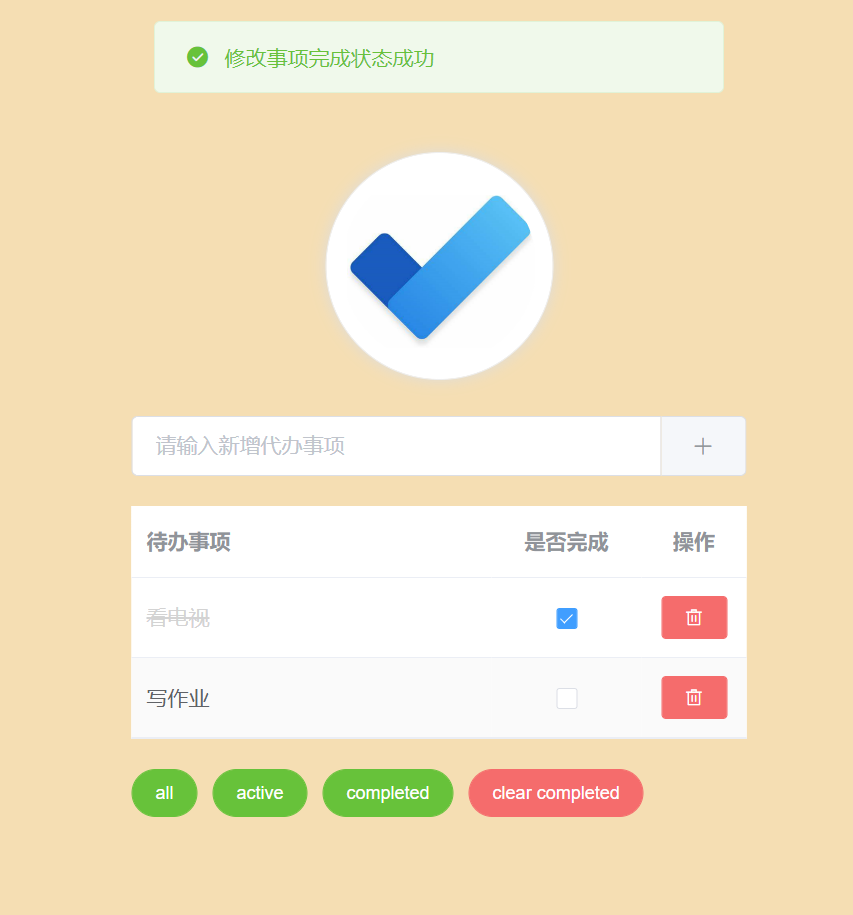 修改事项完成状态成功
请输入新增代办事项
待办事项 是否完成 操作
看电视
写作业
all active completed clear completed